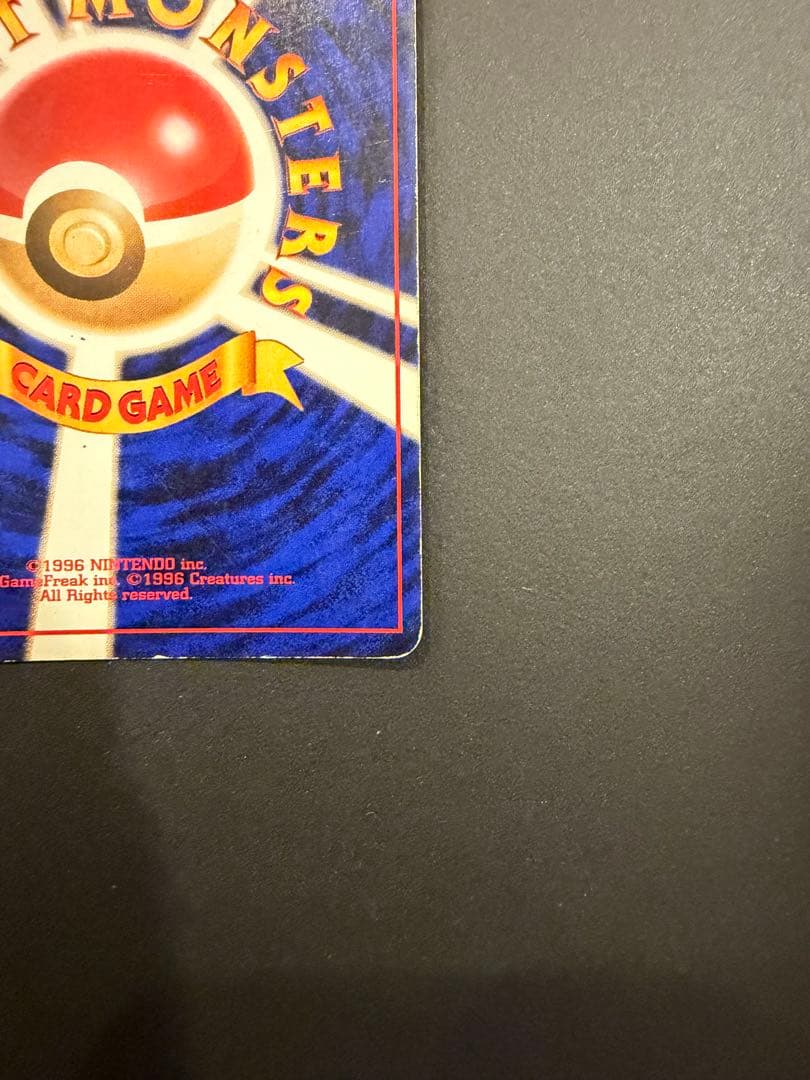 T MONSTERS
CARD GAME
©1996 NINTENDO inc.
GameFreak inc. ©1996 Creatures inc.
All Rights reserved.